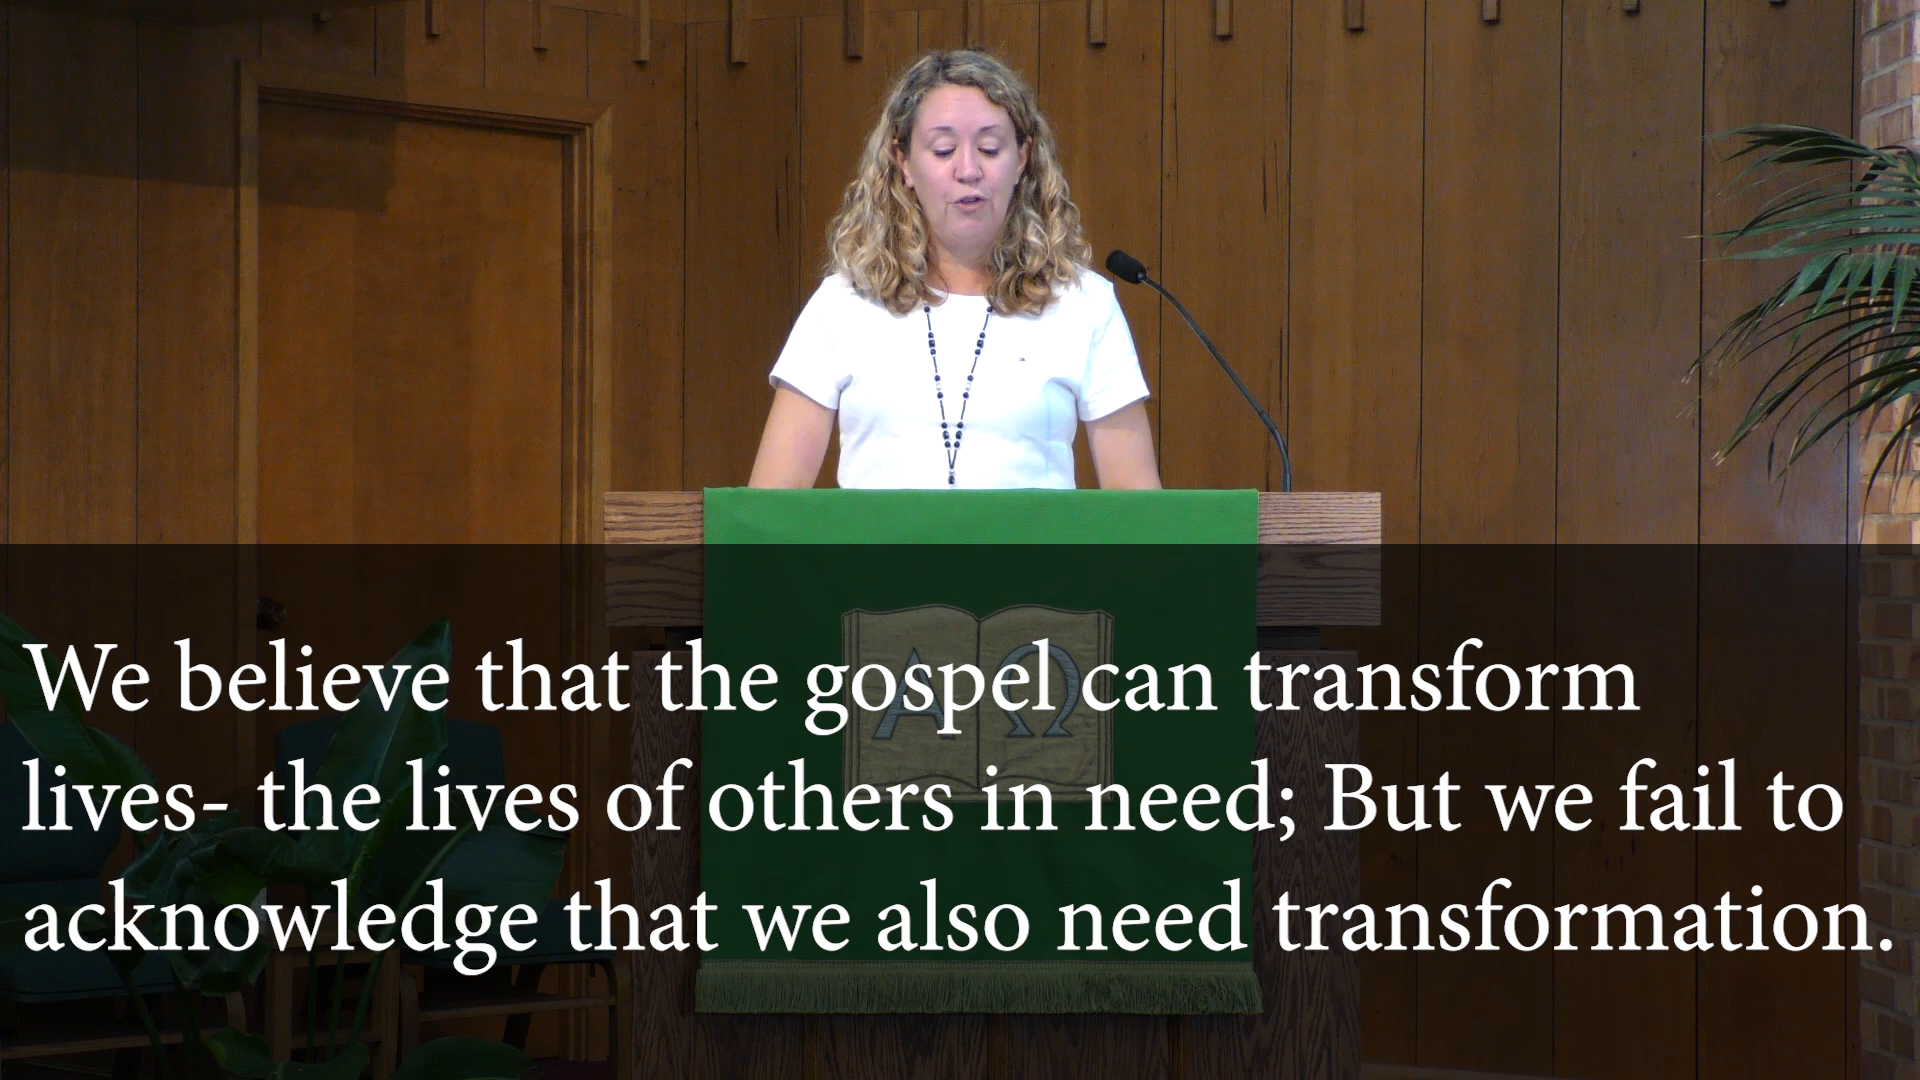 Α Ω
We believe that the gospel can transform
lives- the lives of others in need; But we fail to
acknowledge that we also need transformation.